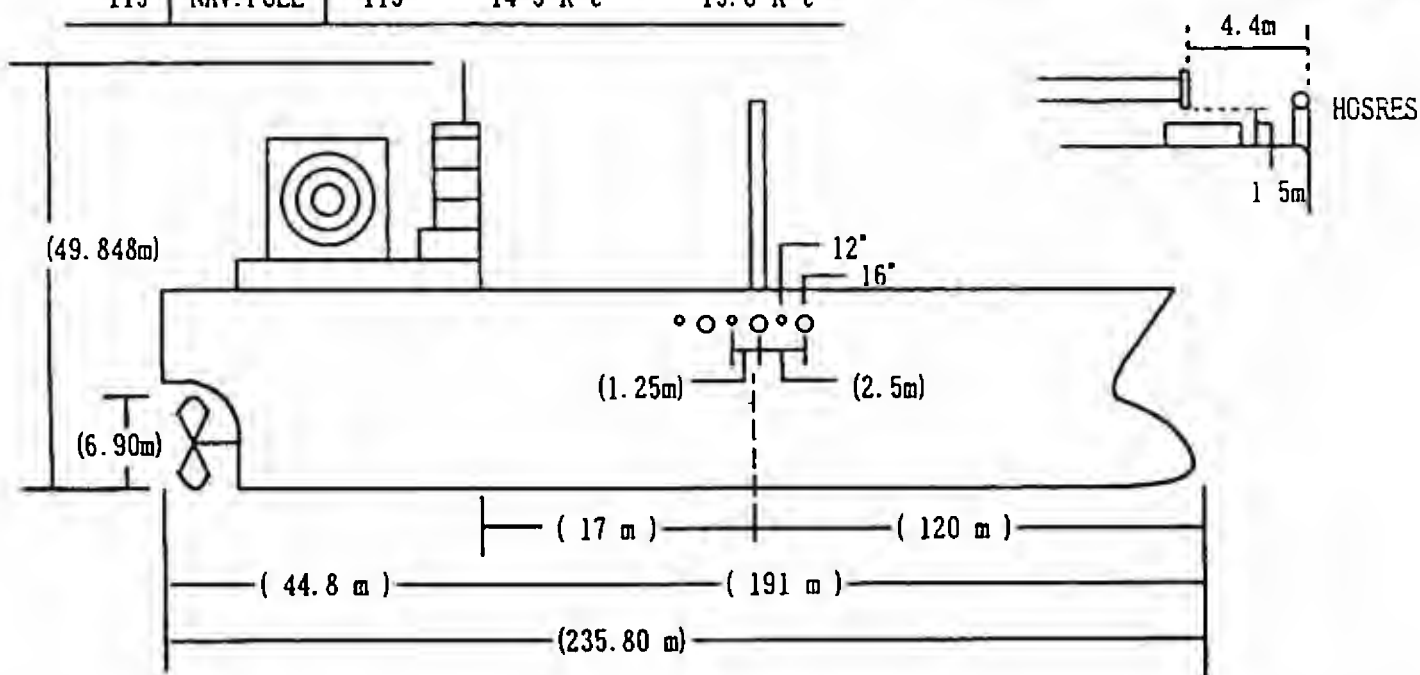 4.4m
HOSRES
1 5m
(49.848m)
12"
16"
(1.25m)
(2.5m)
(6.90m)
( 17 m )
( 120 m )
( 44.8 m )
( 191 m )
(235.80 m)